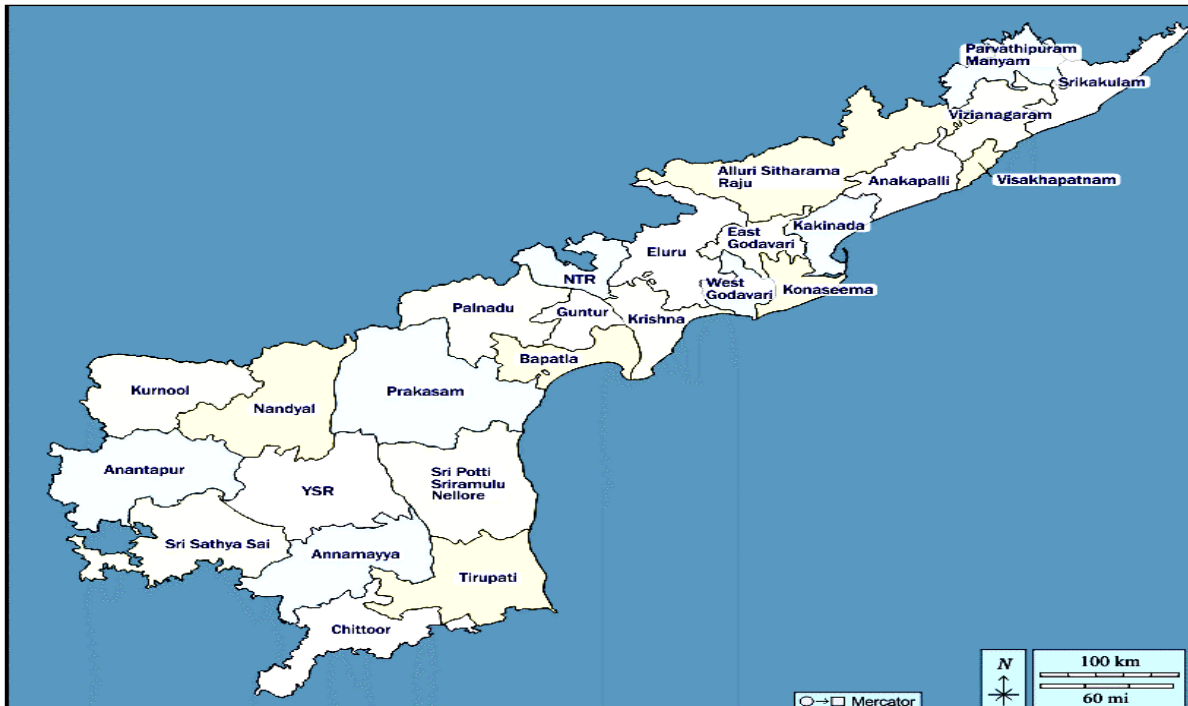 Parvathipuram
Manyam
Srikakulam
Vizianagaram
Alluri Sitharama
Raju
Anakapalli
Visakhapatnam
East
Godavari
Kakinada
Eluru
NTR
West
Godavari
Konaseema
Palnadu
Guntur
Krishna
Bapatla
Kurnool
Nandyal
Prakasam
Anantapur
YSR
Sri Potti
Sriramulu
Nellore
Sri Sathya Sai
Annamayya
Tirupati
Chittoor
N
100 km
60 mi
Mercator